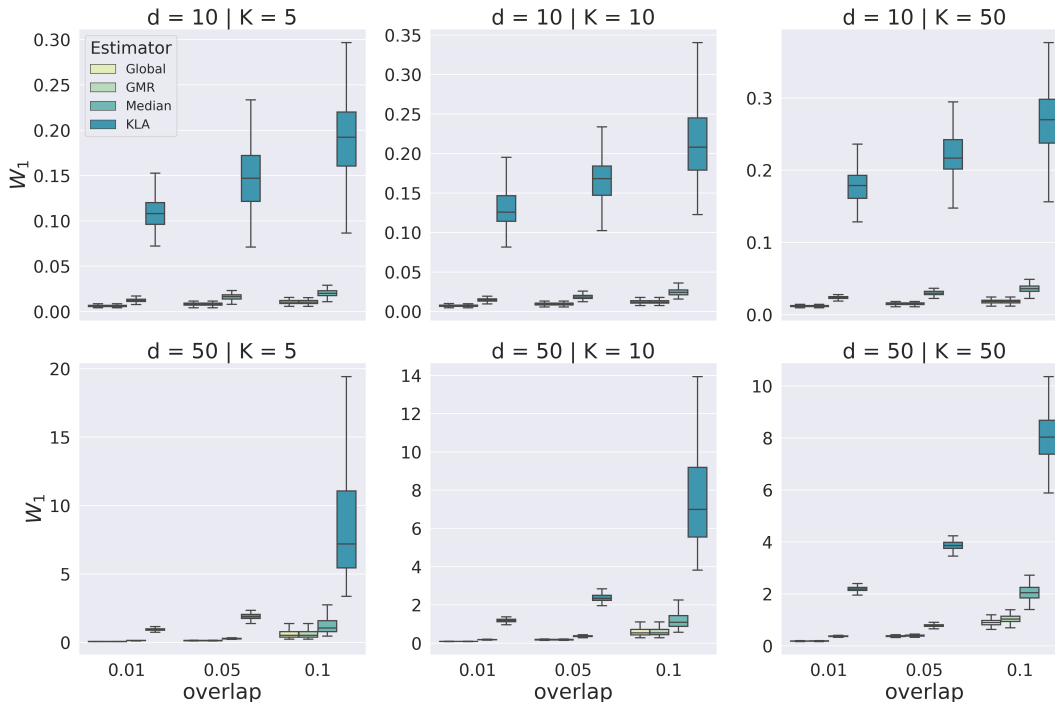 d = 10 | K = 5
d = 10 | K = 10
d = 10 | K = 50
Estimator
Global
GMR
Median
KLA
W1
0.30
0.25
0.20
0.15
0.10
0.05
0.00
0.35
0.30
0.25
0.20
0.15
0.10
0.05
0.00
0.3
0.2
0.1
0.0
d = 50 | K = 5
d = 50 | K = 10
d = 50 | K = 50
W1
20
15
10
5
0
14
12
10
8
6
4
2
0
10
8
6
4
2
0
0.01 0.05 0.1
overlap
0.01 0.05 0.1
overlap
0.01 0.05 0.1
overlap